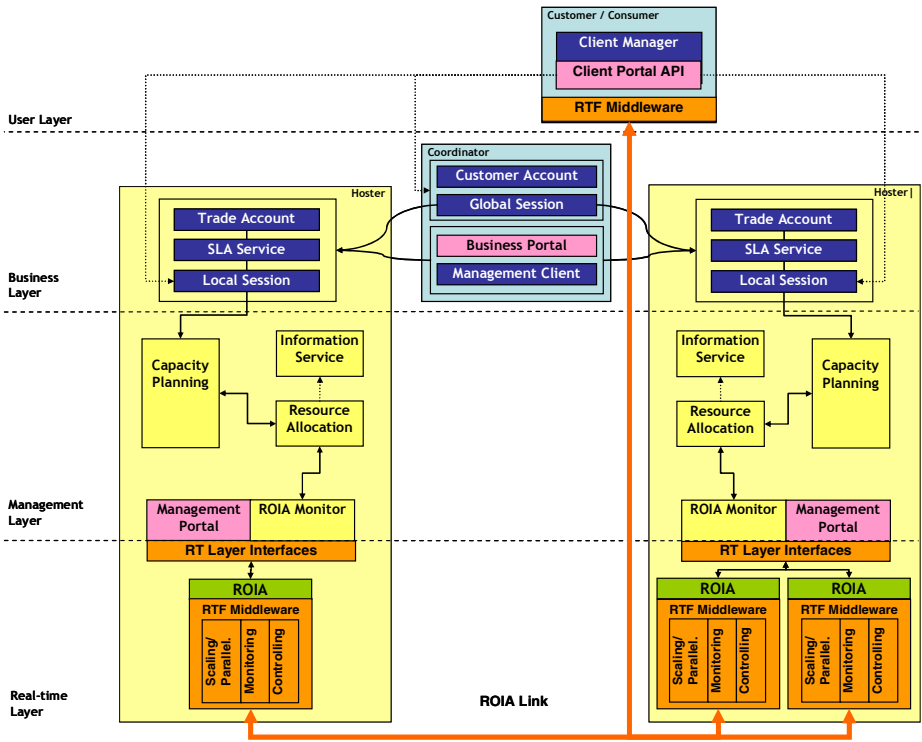 Customer / Consumer
Client Manager
Client Portal API
RTF Middleware
User Layer
Coordinator
Customer Account
Global Session
Business Portal
Management Client
Hoster
Trade Account
SLA Service
Local Session
Hoster|
Trade Account
SLA Service
Local Session
Business
Layer
Capacity
Planning
Information
Service
Resource
Allocation
Information
Service
Resource
Allocation
Capacity
Planning
Management
Layer
Management
Portal
ROIA Monitor
RT Layer Interfaces
ROIA Monitor
Management
Portal
RT Layer Interfaces
ROIA
RTF Middleware
Scaling/
Parallel.
Monitoring
Controlling
ROIA
RTF Middleware
Scaling/
Parallel.
Monitoring
Controlling
ROIA
RTF Middleware
Scaling/
Parallel.
Monitoring
Controlling
Real-time
Layer
ROIA Link